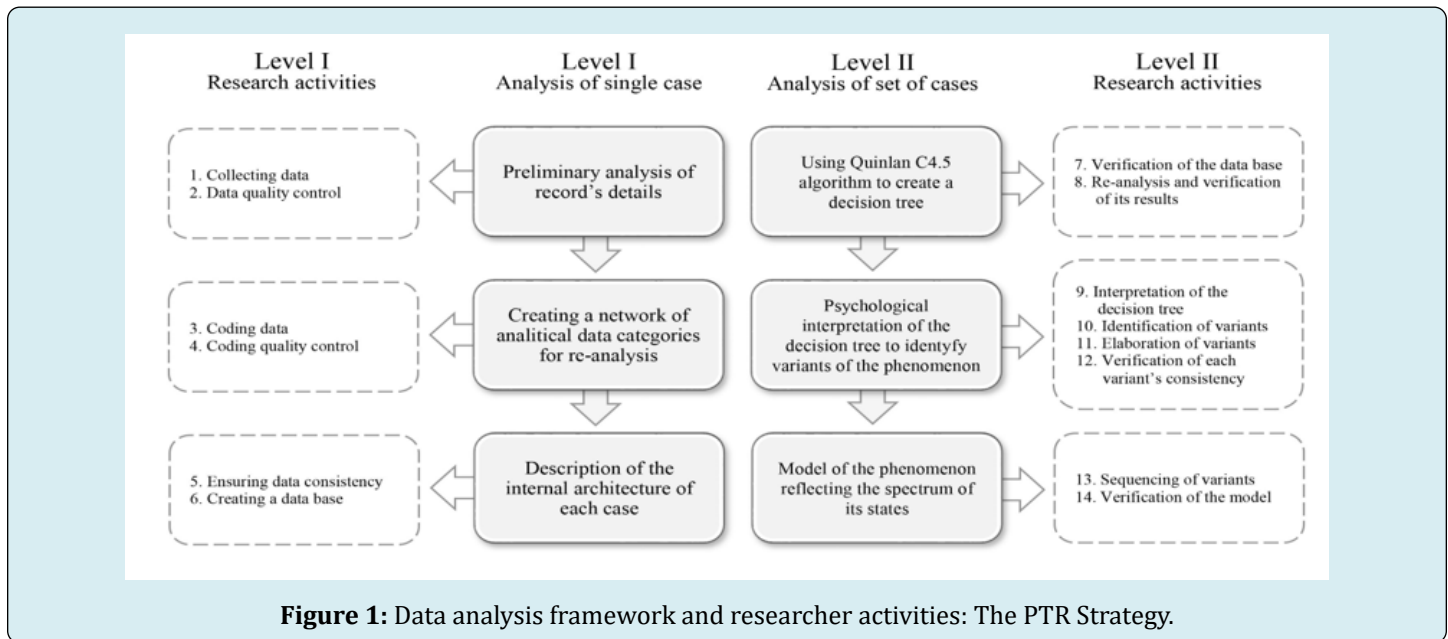 Level I
Research activities
Level I
Analysis of single case
Level II
Analysis of set of cases
Level II
Research activities
1. Collecting data
2. Data quality control
Preliminary analysis of
record's details
Using Quinlan C4.5
algorithm to create a
decision tree
7. Verification of the data base
8. Re-analysis and verification
of its results
3. Coding data
4. Coding quality control
Creating a network of
analitical data categories
for re-analysis
Psychological
interpretation of the
decision tree to identyfy
variants of the phenomenon
9. Interpretation of the
decision tree
10. Identification of variants
11. Elaboration of variants
12. Verification of each
variant's consistency
5. Ensuring data consistency
6. Creating a data base
Description of the
internal architecture of
each case
Model of the phenomenon
reflecting the spectrum of
its states
13. Sequencing of variants
14. Verification of the model
Figure 1: Data analysis framework and researcher activities: The PTR Strategy.